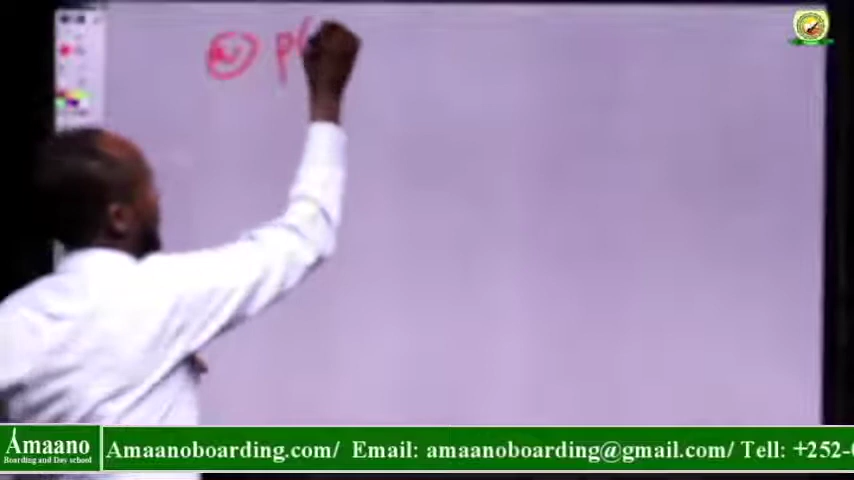 P(
Amaano
Boarding and Day school
Amaanoboarding.com/ Email: amaanoboarding@gmail.com/ Tell: +252-